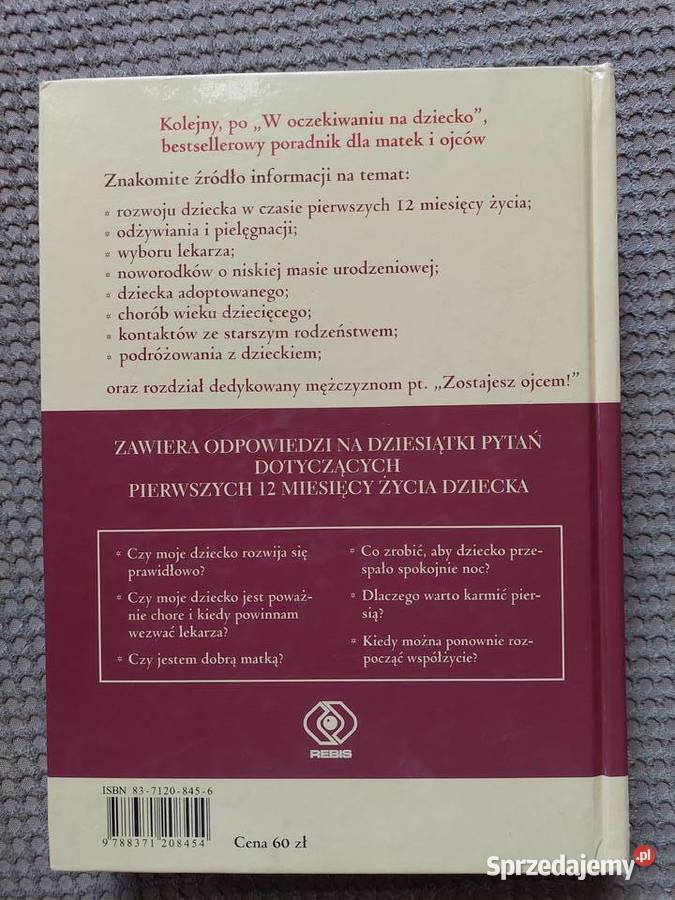 Kolejny, po „W oczekiwaniu na dziecko”,
bestsellerowy poradnik dla matek i ojców
Znakomite źródło informacji na temat:
* rozwoju dziecka w czasie pierwszych 12 miesięcy życia;
* odżywiania i pielęgnacji;
* wyboru lekarza;
* noworodków o niskiej masie urodzeniowej;
* dziecka adoptowanego;
* chorób wieku dziecięcego;
* kontaktów ze starszym rodzeństwem;
* podróżowania z dzieckiem;
oraz rozdział dedykowany mężczyznom pt. „Zostajesz ojcem!”
ZAWIERA ODPOWIEDZI NA DZIESIĄTKI PYTAŃ
DOTYCZĄCYCH
PIERWSZYCH 12 MIESIĘCY ŻYCIA DZIECKA
* Czy moje dziecko rozwija się
prawidłowo?
* Czy moje dziecko jest poważ-
nie chore i kiedy powinnam
wezwać lekarza?
* Czy jestem dobrą matką?
* Co zrobić, aby dziecko prze-
spało spokojnie noc?
* Dlaczego warto karmić pier-
sią?
* Kiedy można ponownie roz-
począć współżycie?
REBIS
ISBN 83-7120-845-6
9 788371 208454
Cena 60 zł
Sprzedajemy.pl